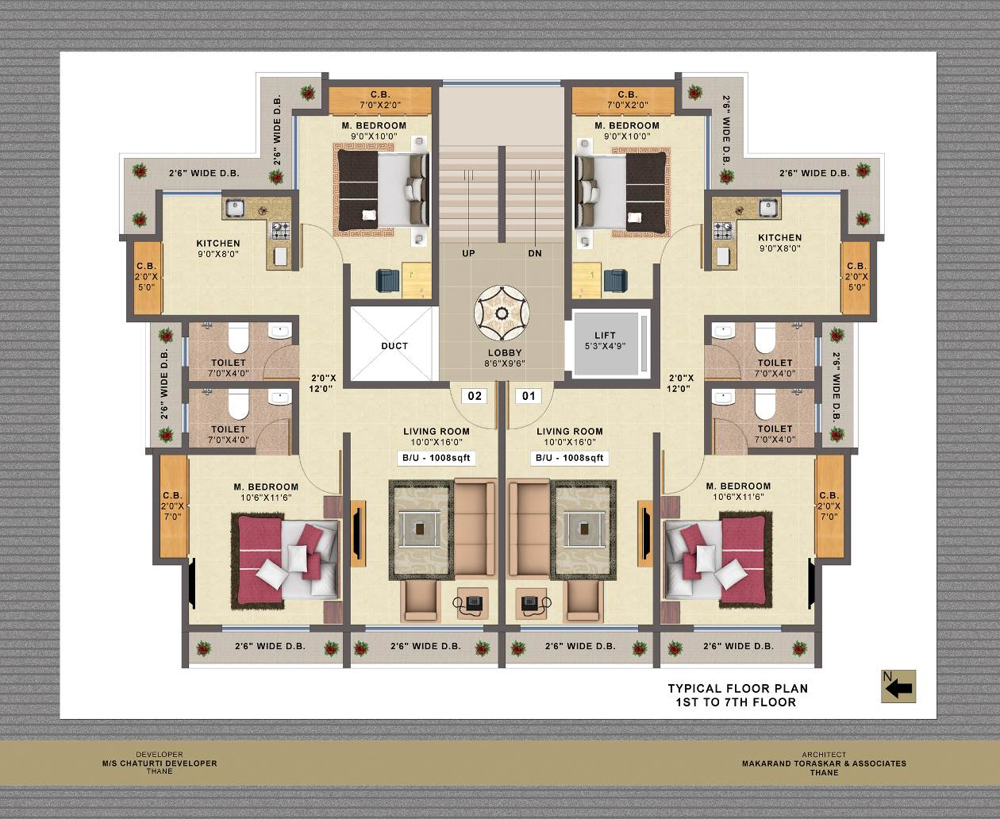 C.B.
7'0"X2'0"
M. BEDROOM
9'0"X10'0"
C.B.
7'0"X2'0"
M. BEDROOM
9'0"X10'0"
2'6" WIDE D.B.
2'6" WIDE D.B.
2'6" WIDE D.B.
2'6" WIDE D.B.
2'6" WIDE D.B.
KITCHEN
9'0"X8'0"
C.B.
2'0"X
5'0"
UP
DN
KITCHEN
9'0"X8'0"
C.B.
2'0"X
5'0"
DUCT
LOBBY
8'6"X9'6"
LIFT
5'3"X4'9"
2'6" WIDE D.B.
TOILET
7'0"X4'0"
TOILET
7'0"X4'0"
2'0"X
12'0"
02
01
2'0"X
12'0"
TOILET
7'0"X4'0"
TOILET
7'0"X4'0"
2'6" WIDE D.B.
LIVING ROOM
10'0"X16'0"
B/U - 1008sqft
LIVING ROOM
10'0"X16'0"
B/U - 1008sqft
C.B.
2'0"X
7'0"
M. BEDROOM
10'6"X11'6"
M. BEDROOM
10'6"X11'6"
C.B.
2'0"X
7'0"
2'6" WIDE D.B.
2'6" WIDE D.B.
2'6" WIDE D.B.
2'6" WIDE D.B.
TYPICAL FLOOR PLAN
1ST TO 7TH FLOOR
N
DEVELOPER
M/S CHATURTI DEVELOPER
THANE
ARCHITECT
MAKARAND TORASKAR & ASSOCIATES
THANE